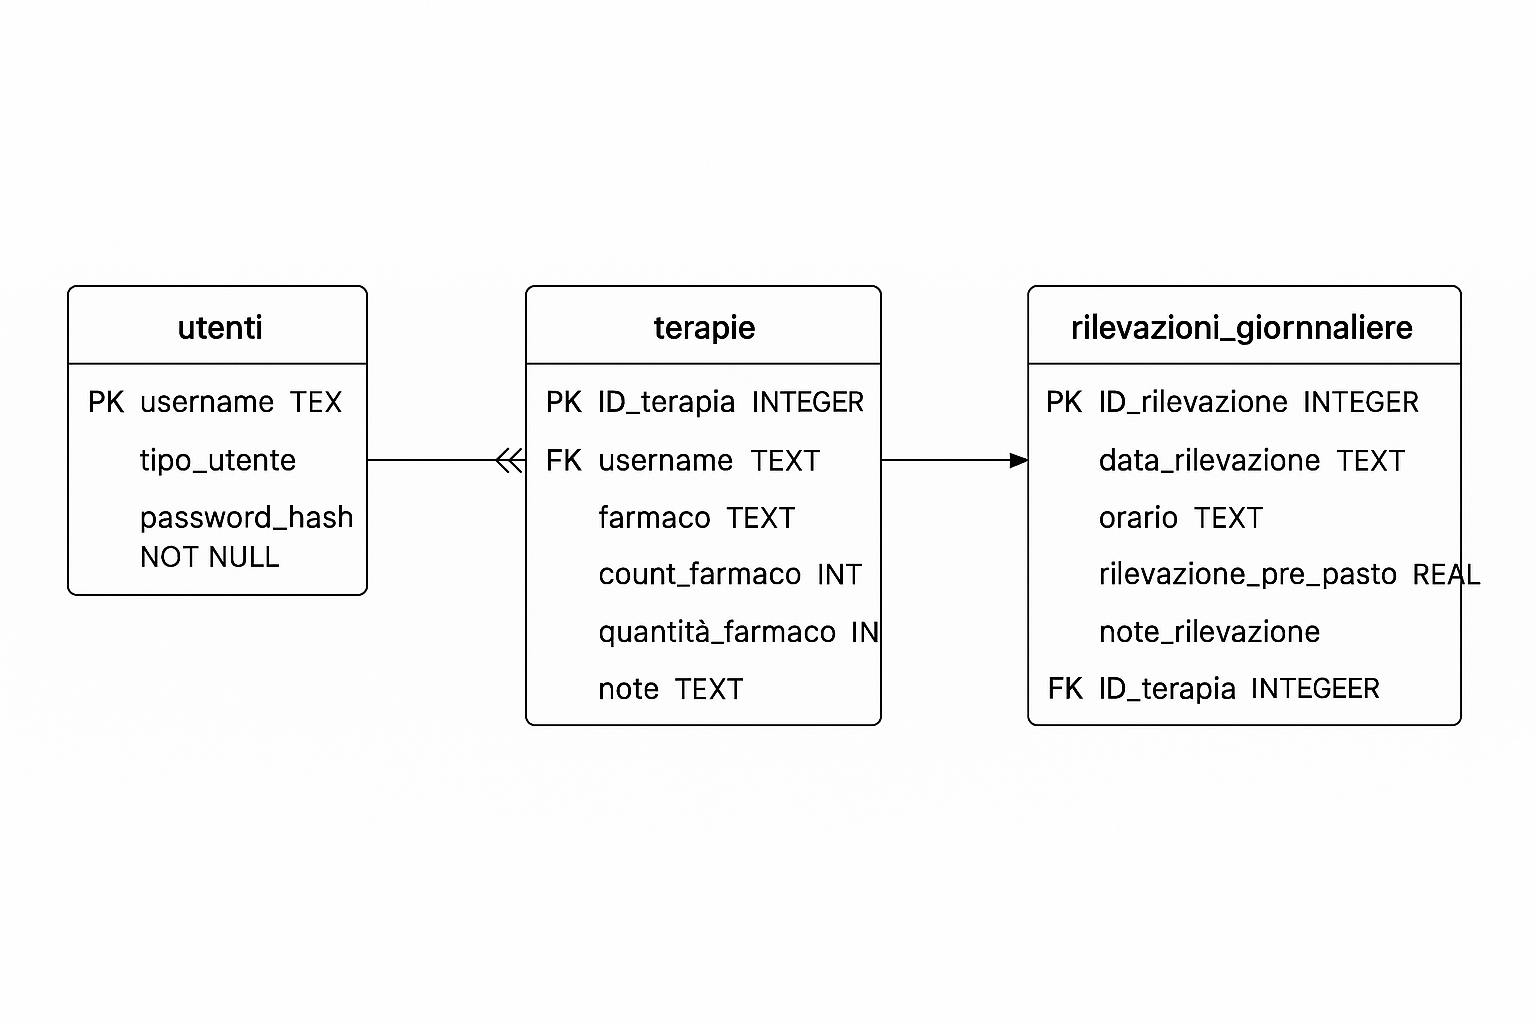 utenti
PK username TEX
tipo_utente
password_hash
NOT NULL
terapie
PK ID_terapia INTEGER
FK username TEXT
farmaco TEXT
count_farmaco INT
quantità_farmaco IN
note TEXT
rilevazioni_giornnaliere
PK ID_rilevazione INTEGER
data_rilevazione TEXT
orario TEXT
rilevazione_pre_pasto REAL
note_rilevazione
FK ID_terapia INTEGEER